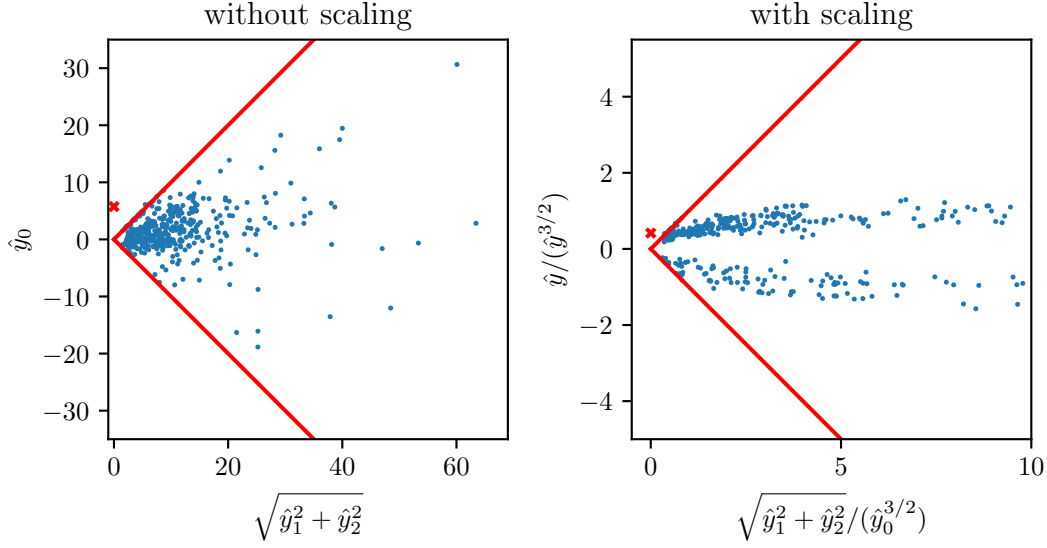 without scaling
30
20
10
0
−10
−20
−30
0 20 40 60
ŷ₀
√(ŷ₁² + ŷ₂²)
with scaling
4
2
0
−2
−4
0 5 10
ŷ/(ŷ^{3/2})
√(ŷ₁² + ŷ₂²)/(ŷ₀^{3/2})